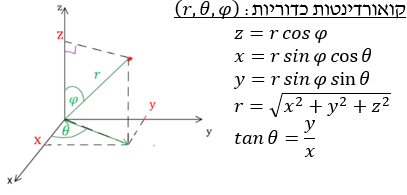 קואורדינטות כדוריות: (r, θ, φ)
z = r cos φ
x = r sin φ cos θ
y = r sin φ sin θ
r = √(x² + y² + z²)
tan θ = y/x
z
z
r
φ
y
θ
x
y
x